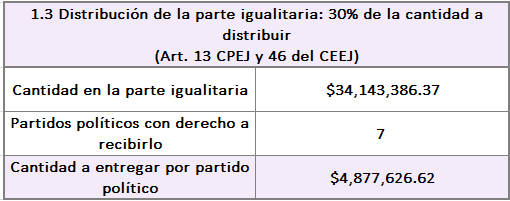 1.3 Distribución de la parte igualitaria: 30% de la cantidad a
distribuir
(Art. 13 CPEJ y 46 del CEEJ)
Cantidad en la parte igualitaria $34,143,386.37
Partidos políticos con derecho a
recibirlo
7
Cantidad a entregar por partido
político
$4,877,626.62